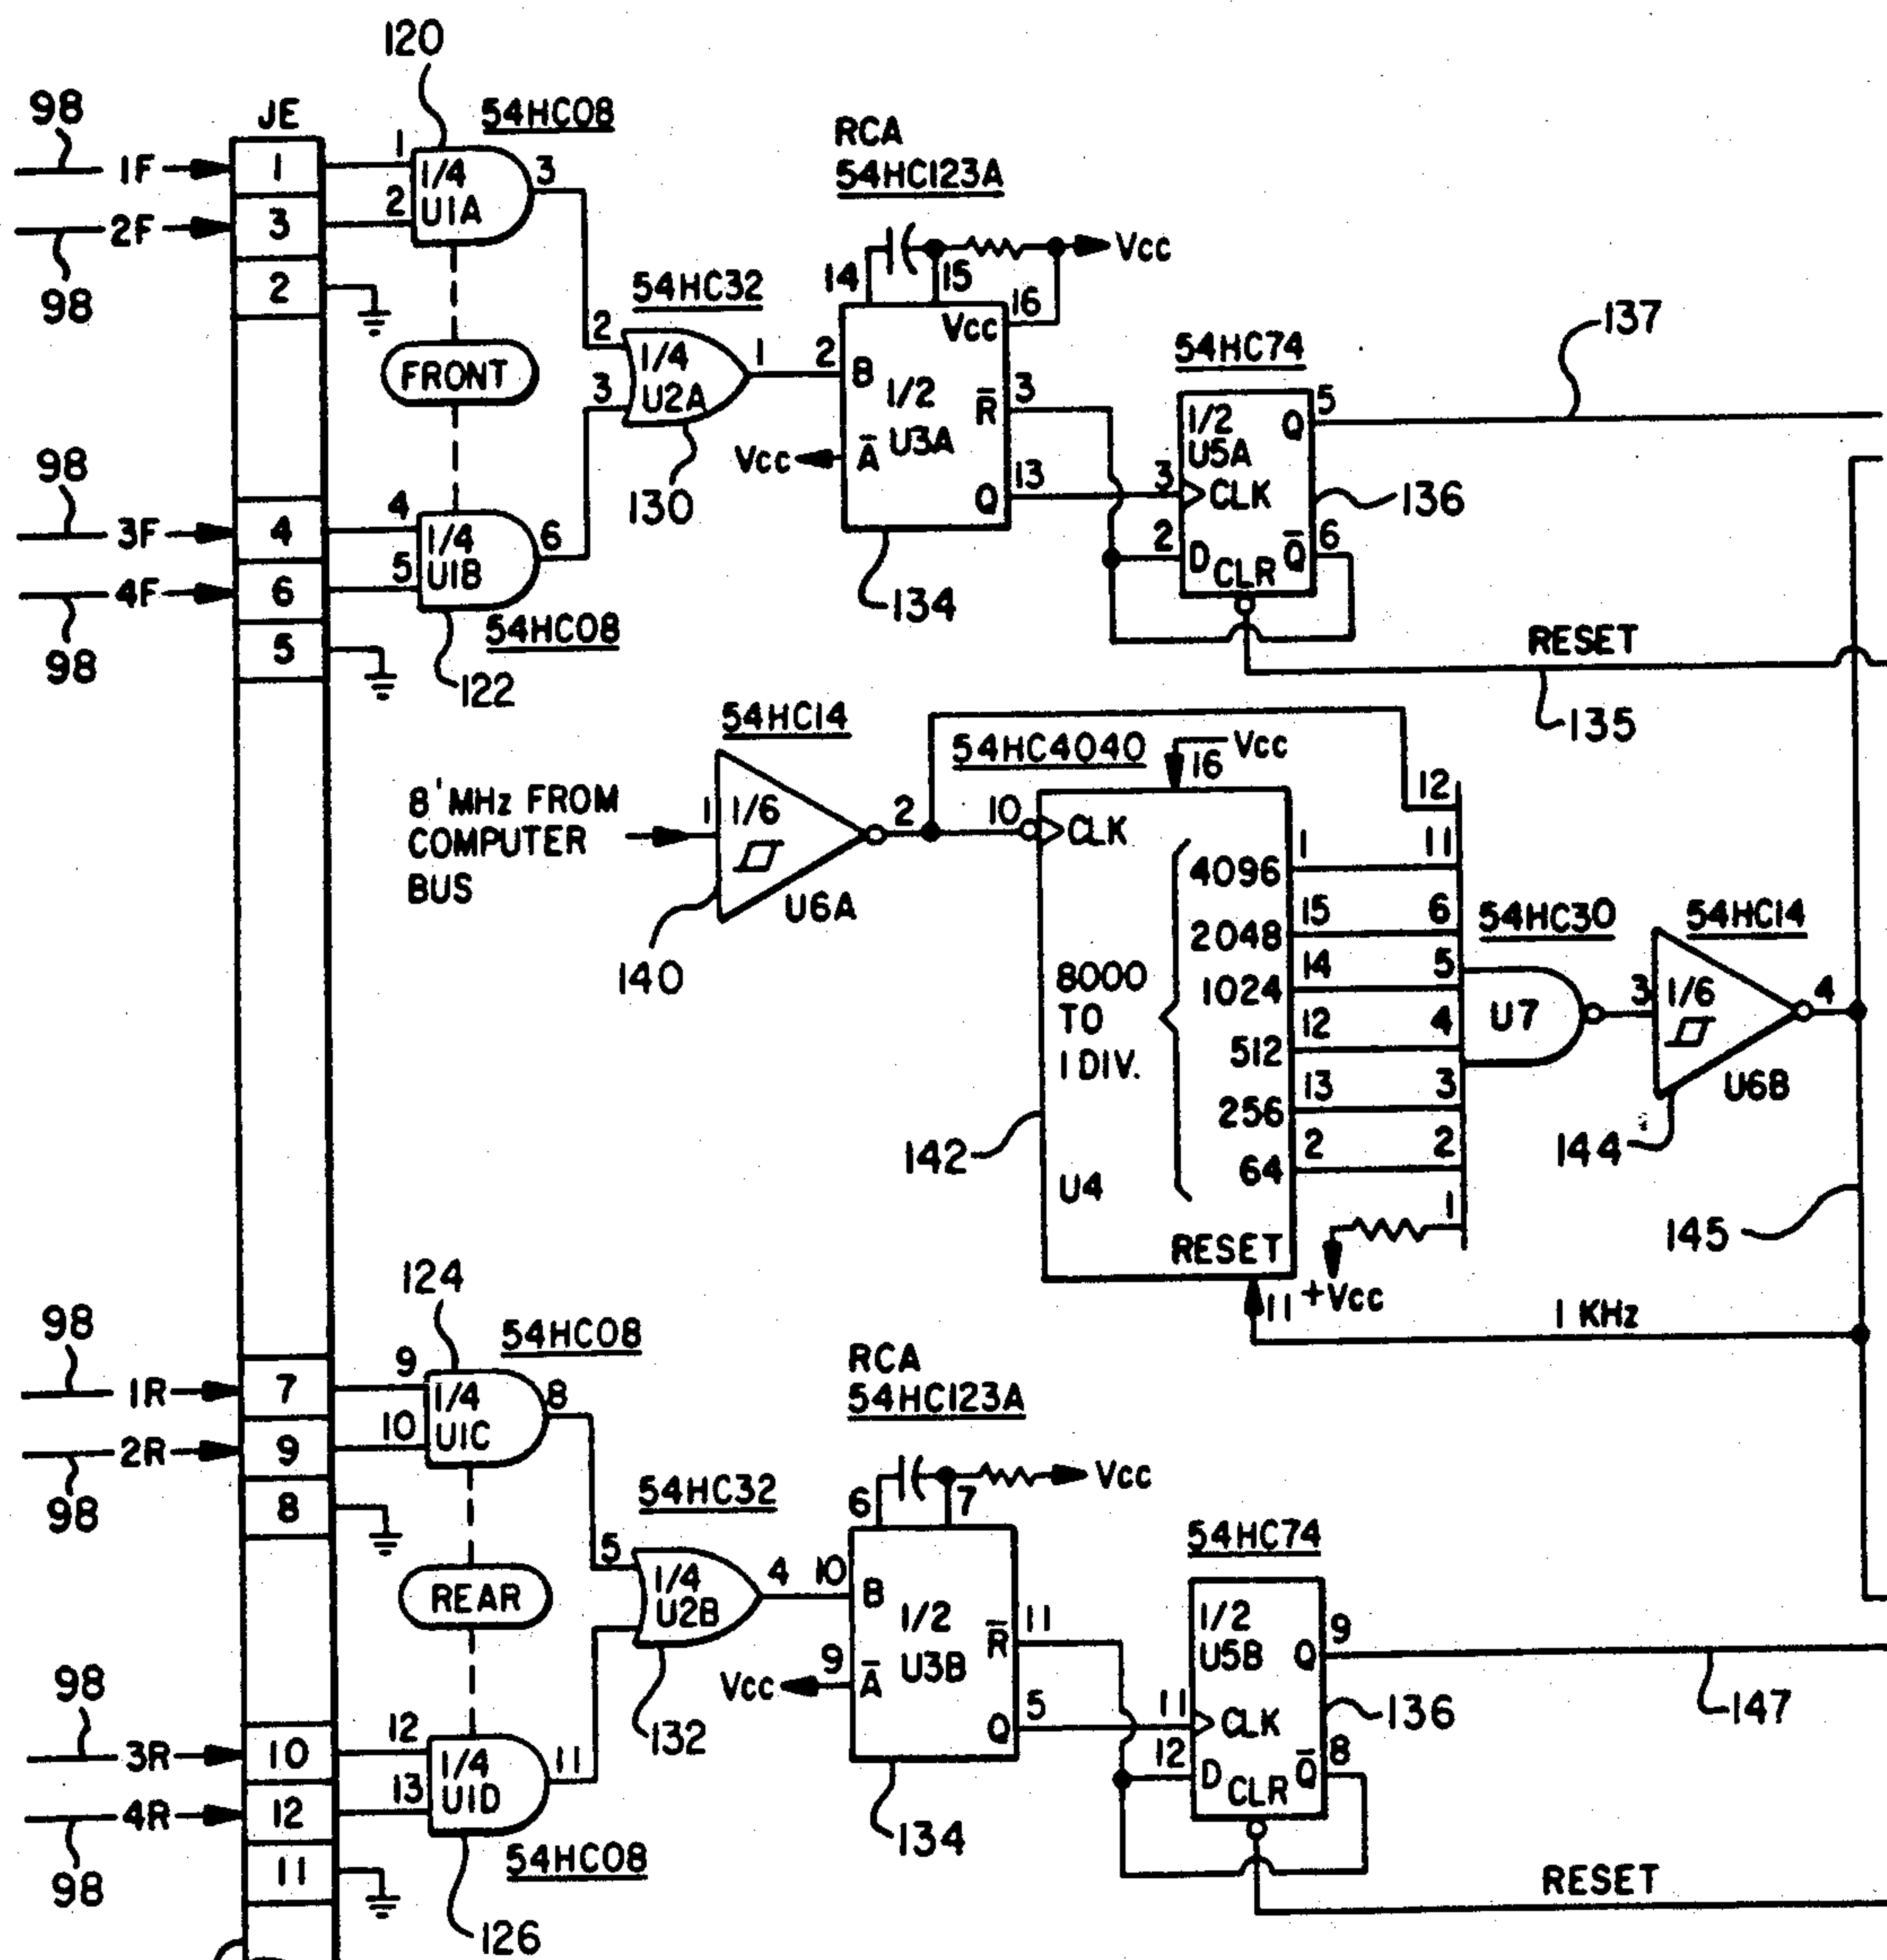 120
98
JE
54HC08
1F
1
1
1/4
U1A
3
2F
3
2
98
2
RCA
54HC123A
14
15
Vcc
16
Vcc
54HC32
2
1/4
U2A
1
3
2
B
1/2
U3A
R̅
3
Vcc
A̅
Q
13
130
134
FRONT
54HC74
1/2
U5A
Q
5
137
3
CLK
136
2
D
CLR
Q̅
6
RESET
135
98
3F
4
4
1/4
U1B
6
4F
6
5
98
5
54HC08
122
54HC14
8'MHz FROM
COMPUTER
BUS
1
1/6
2
U6A
140
54HC4040
16
Vcc
10
CLK
4096
1
11
12
2048
15
6
1024
14
5
512
12
4
256
13
3
64
2
2
8000
TO
1 DIV.
142
U4
RESET
11
1
+Vcc
54HC30
U7
54HC14
3
1/6
4
U6B
144
145
1 KHz
124
98
54HC08
1R
7
9
1/4
U1C
8
2R
9
10
98
8
REAR
RCA
54HC123A
6
7
Vcc
54HC32
5
1/4
U2B
4
132
10
B
1/2
U3B
R̅
11
Vcc
9
A̅
Q
5
134
54HC74
1/2
U5B
Q
9
147
11
CLK
136
12
D
CLR
Q̅
8
RESET
98
3R
10
12
1/4
U1D
11
4R
12
13
98
11
54HC08
126